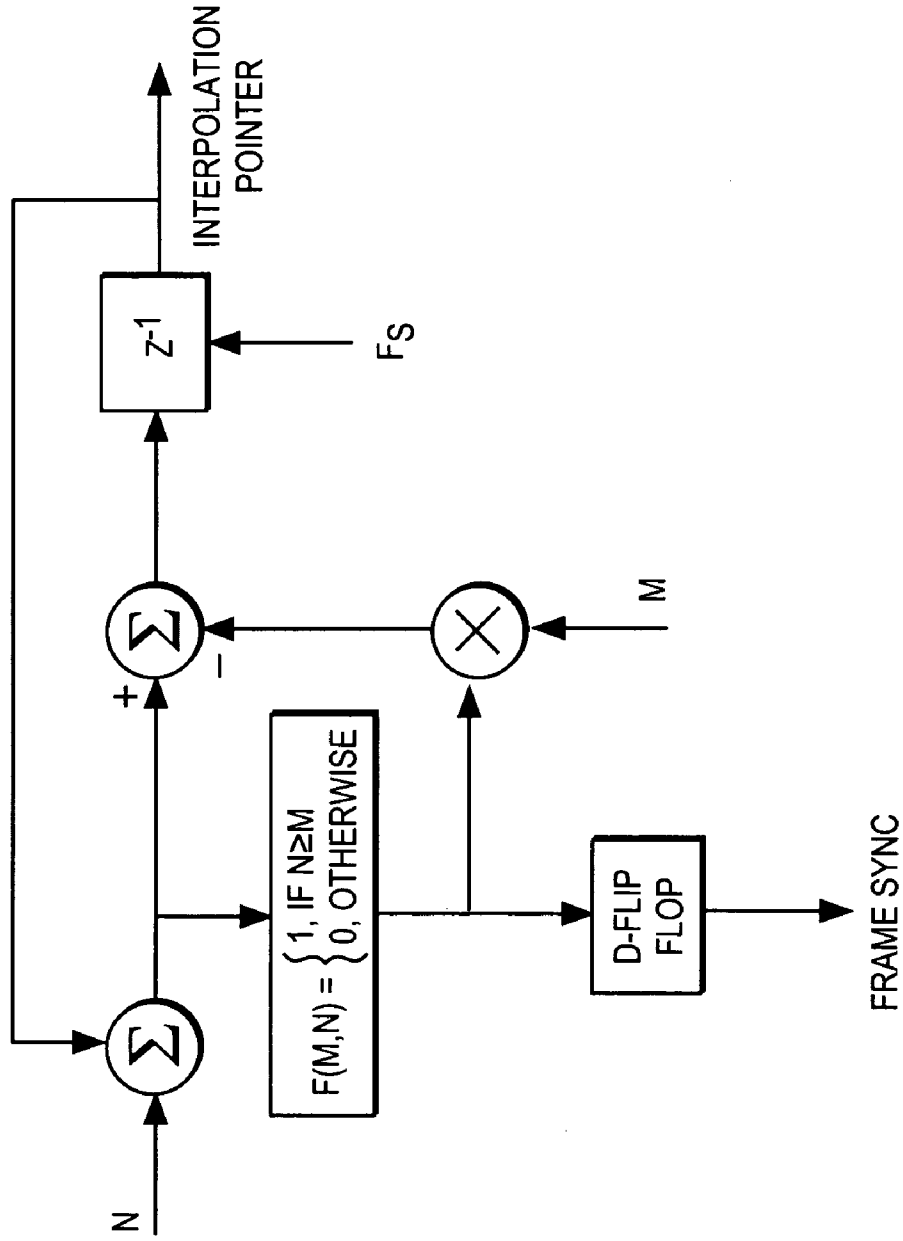 N
Σ
+
Σ
−
Z-1
INTERPOLATION
POINTER
FS
F(M,N) = { 1, IF N≥M
0, OTHERWISE
M
D-FLIP
FLOP
FRAME SYNC